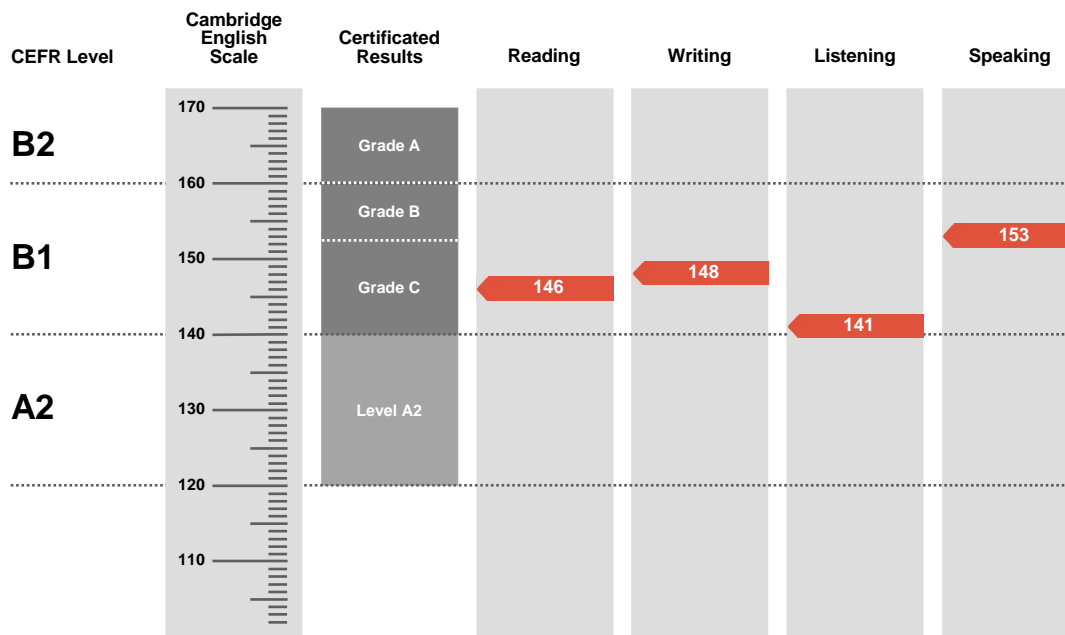 CEFR Level
Cambridge
English
Scale
Certificated
Results
Reading
Writing
Listening
Speaking
170
B2
Grade A
160
Grade B
153
B1
150
148
Grade C
146
141
140
A2
130
Level A2
120
110